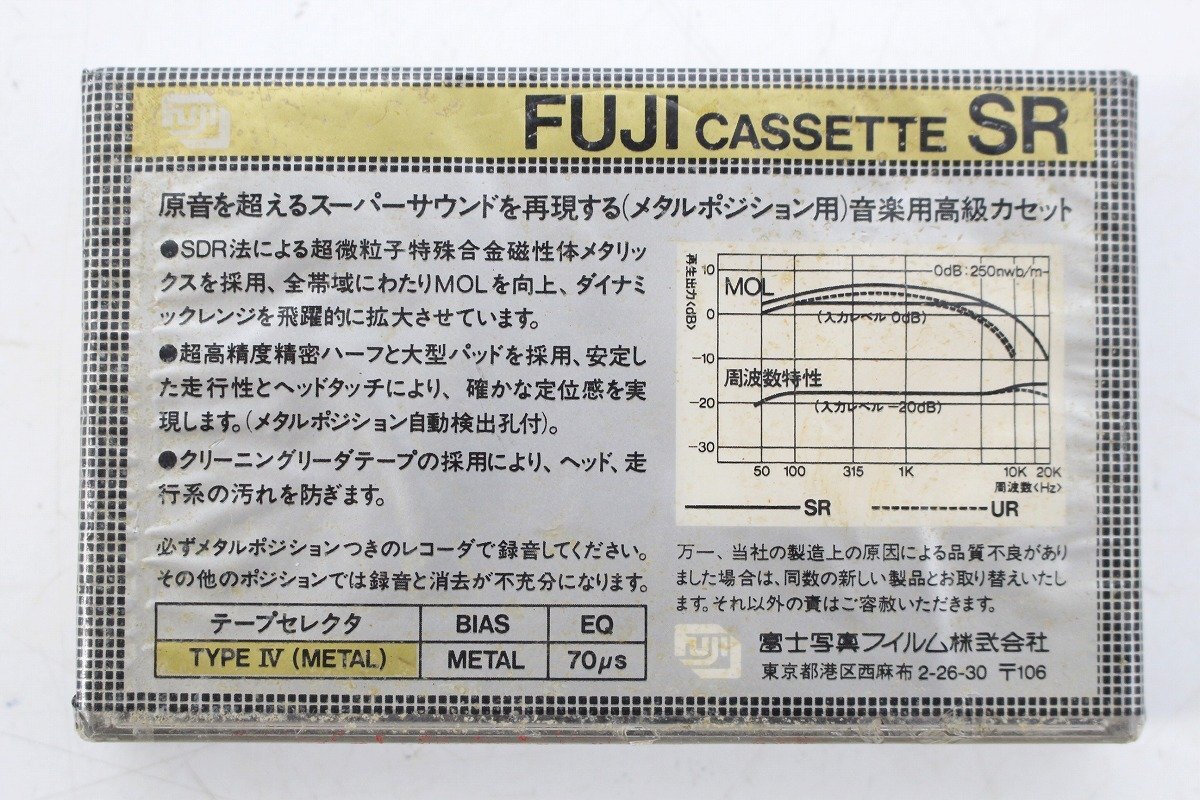 FUJI
FUJI CASSETTE SR
原音を超えるスーパーサウンドを再現する(メタルポジション用)音楽用高級カセット
●SDR法による超微粒子特殊合金磁性体メタリッ
クスを採用、全帯域にわたりMOLを向上、ダイナミ
ックレンジを飛躍的に拡大させています。
●超高精度精密ハーフと大型パッドを採用、安定し
た走行性とヘッドタッチにより、確かな定位感を実
現します。(メタルポジション自動検出孔付)。
●クリーニングリーダテープの採用により、ヘッド、走
行系の汚れを防ぎます。
必ずメタルポジションつきのレコーダで録音してください。
その他のポジションでは録音と消去が不充分になります。
テープセレクタ BIAS EQ
TYPE IV (METAL) METAL 70μs
再生出力<dB>
10
0
-10
-20
-30
0dB:250nwb/m
MOL
(入力レベル 0dB)
周波数特性
(入力レベル -20dB)
50 100 315 1K 10K 20K
周波数<Hz>
SR UR
万一、当社の製造上の原因による品質不良があり
ました場合は、同数の新しい製品とお取り替えいたし
ます。それ以外の責はご容赦いただきます。
FUJI
富士写真フイルム株式会社
東京都港区西麻布 2-26-30 〒106